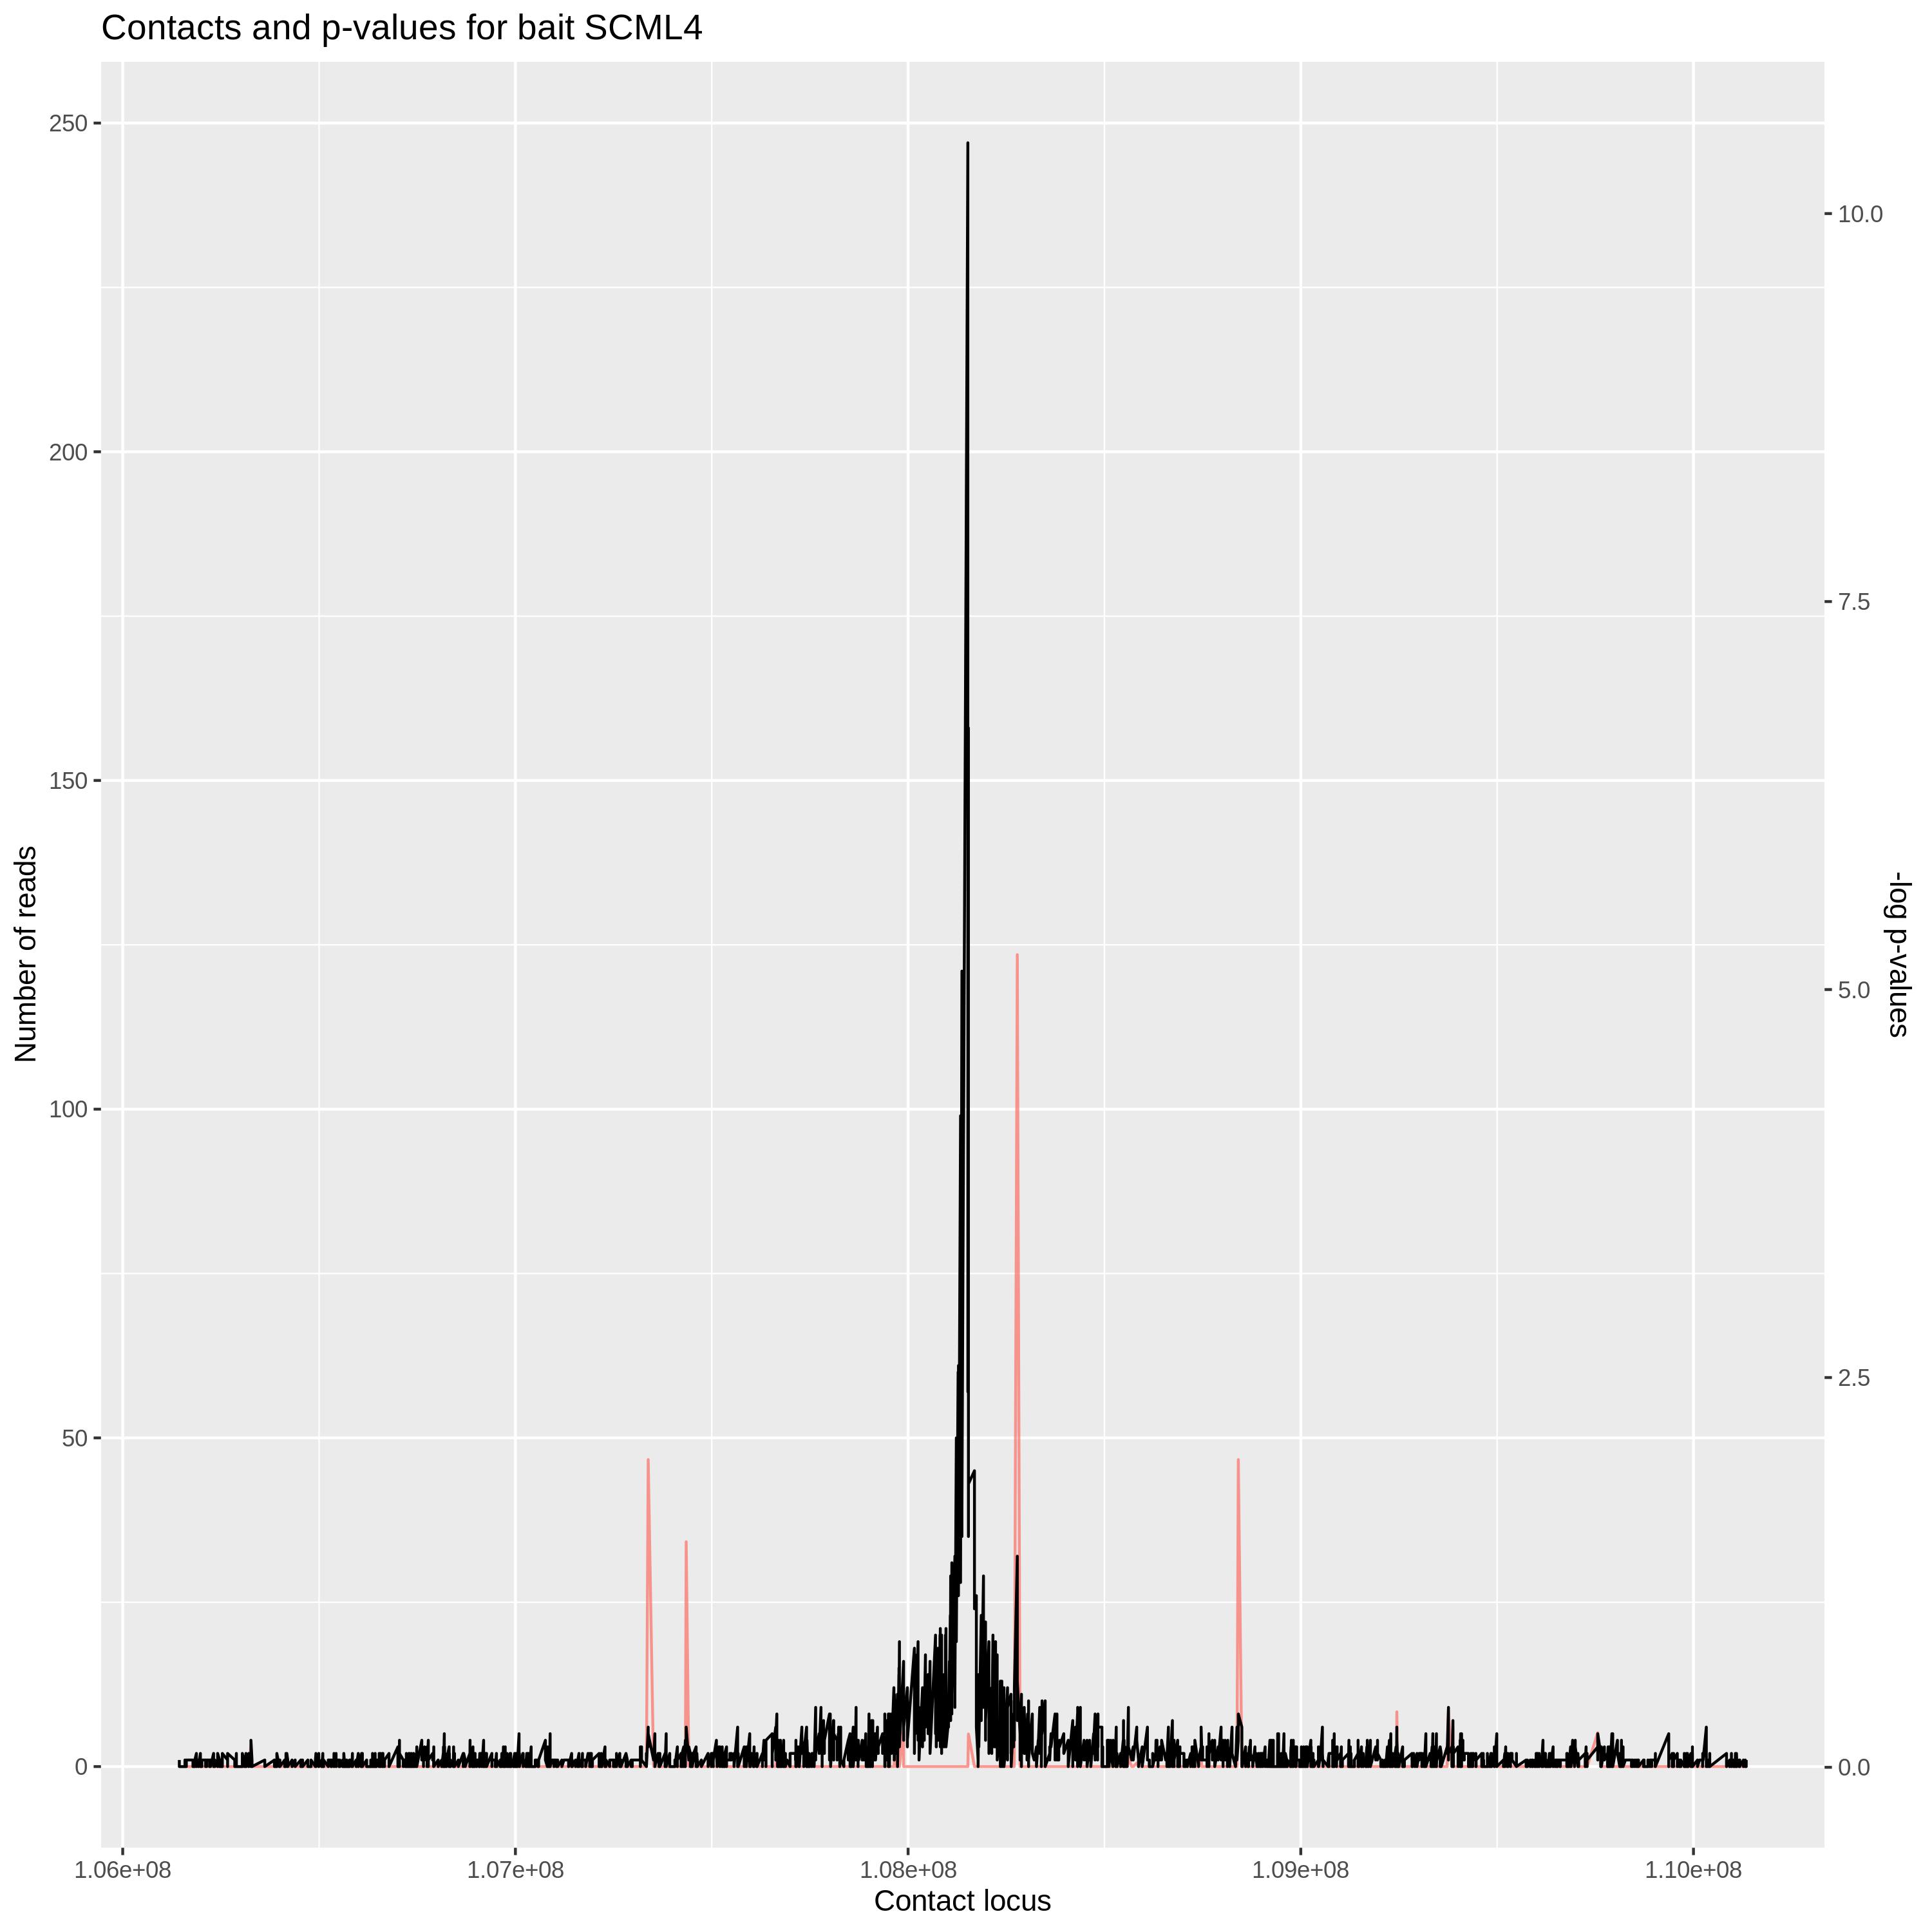 Contacts and p-values for bait SCML4
250
200
150
100
50
0
Number of reads
10.0
7.5
5.0
2.5
0.0
-log p-values
1.06e+08
1.07e+08
1.08e+08
1.09e+08
1.10e+08
Contact locus